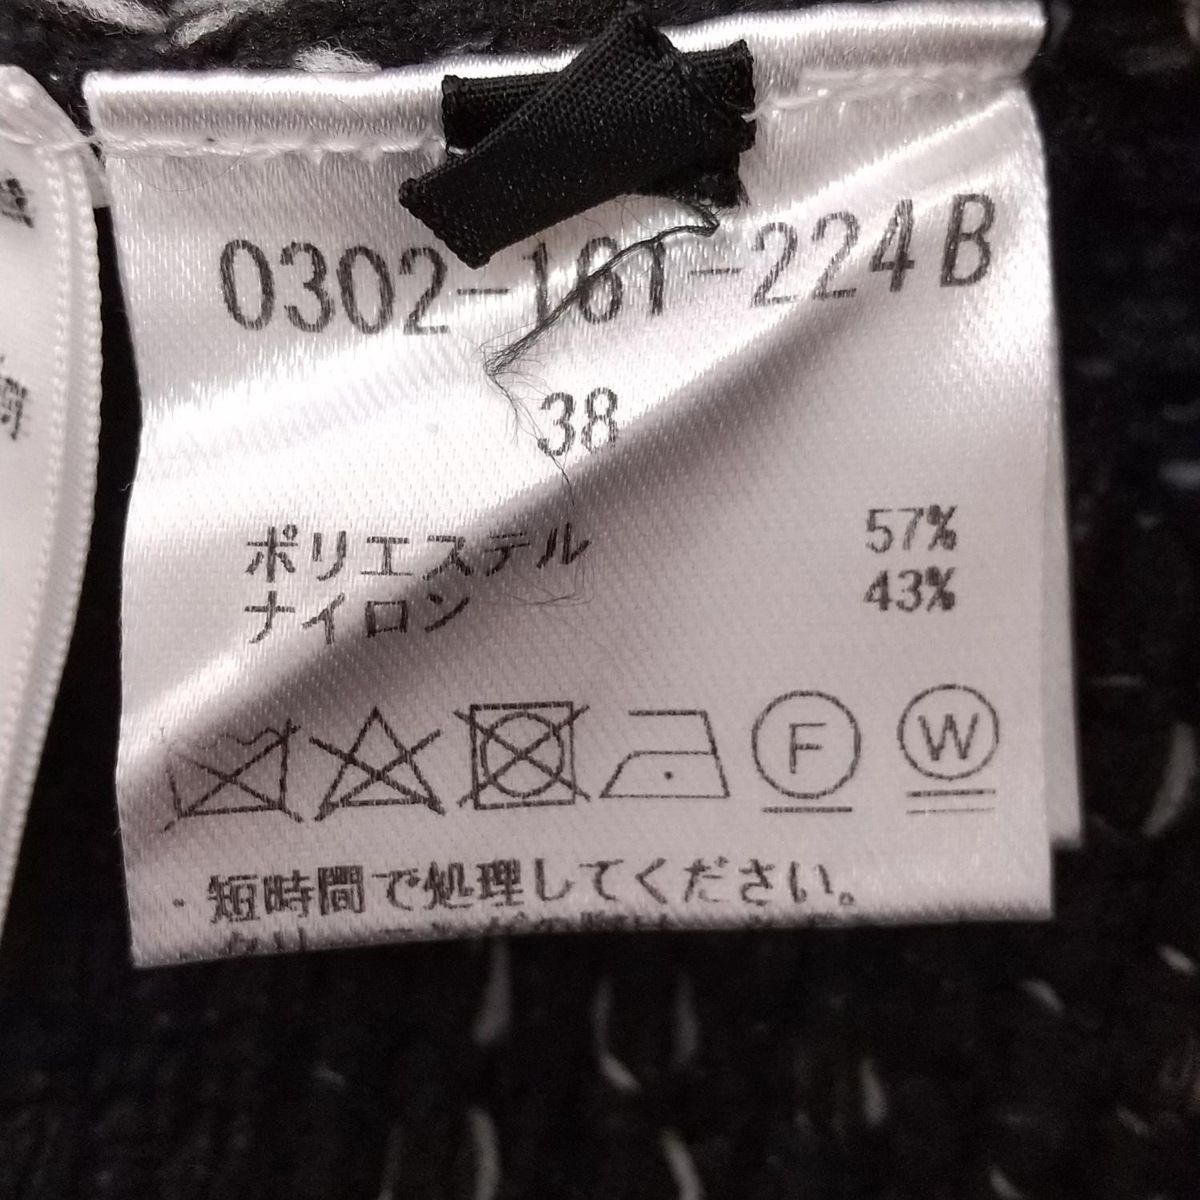 0302-161-224B
38
ポリエステル 57%
ナイロン 43%
F W
・短時間で処理してください。